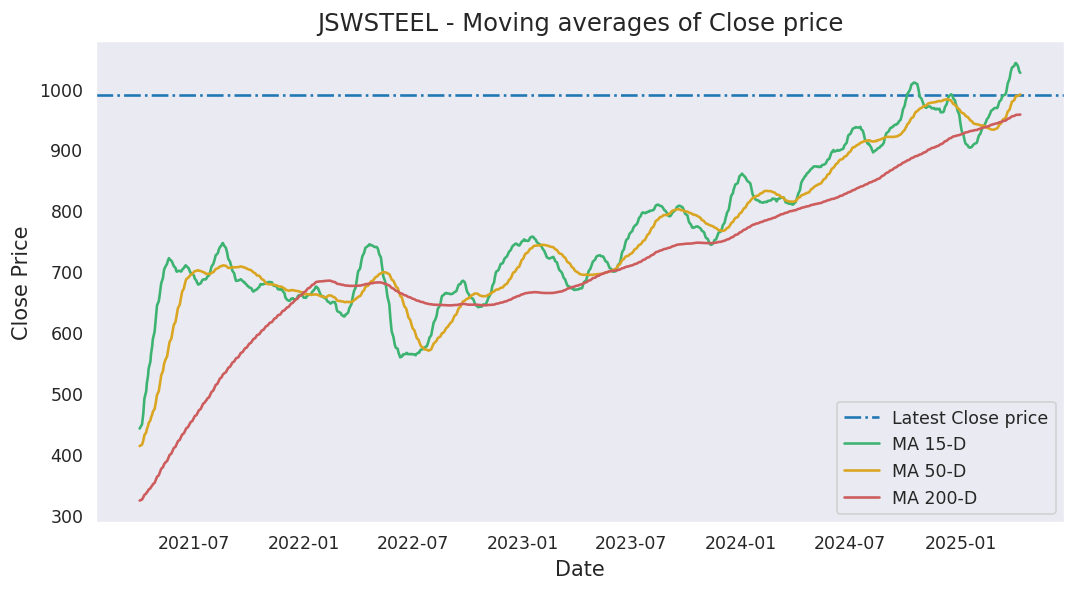 JSWSTEEL - Moving averages of Close price
Close Price
1000
900
800
700
600
500
400
300
Latest Close price
MA 15-D
MA 50-D
MA 200-D
2021-07
2022-01
2022-07
2023-01
2023-07
2024-01
2024-07
2025-01
Date